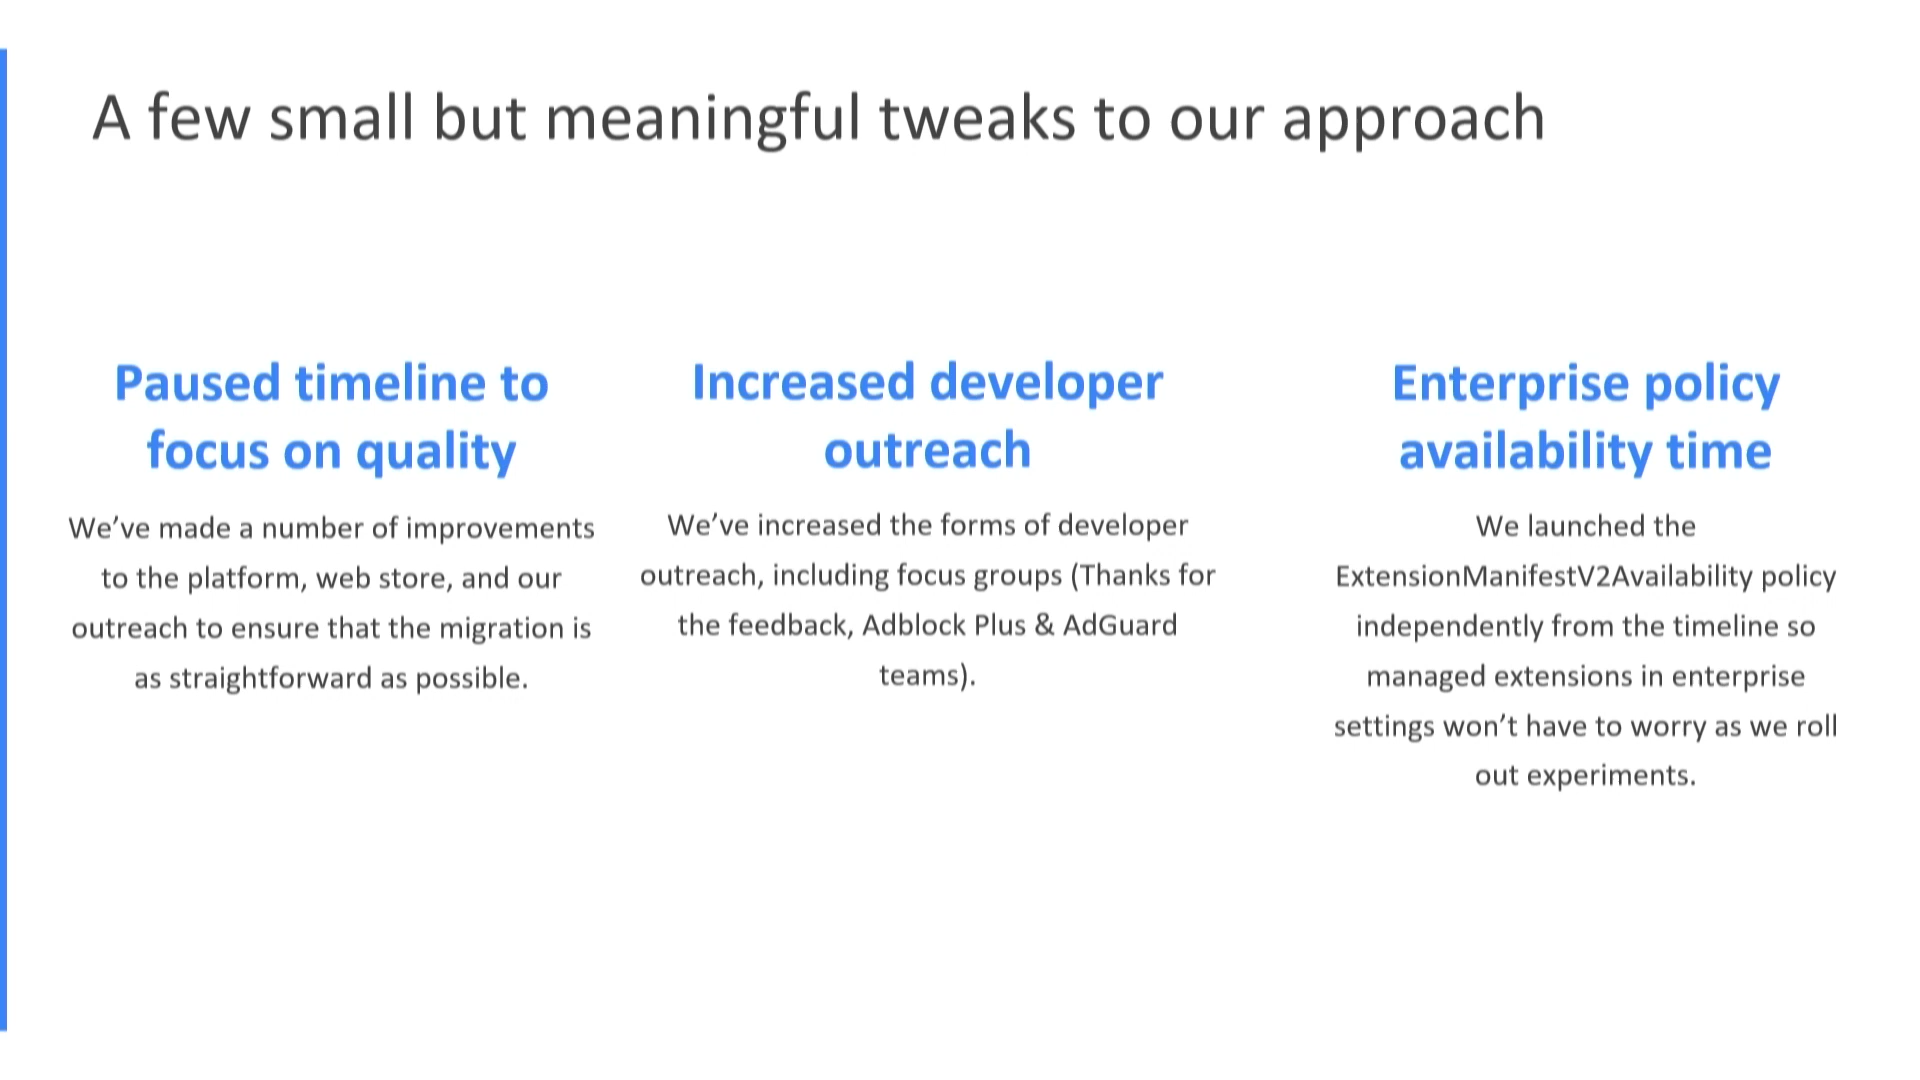 A few small but meaningful tweaks to our approach
Paused timeline to
focus on quality
We’ve made a number of improvements
to the platform, web store, and our
outreach to ensure that the migration is
as straightforward as possible.
Increased developer
outreach
We’ve increased the forms of developer
outreach, including focus groups (Thanks for
the feedback, Adblock Plus & AdGuard
teams).
Enterprise policy
availability time
We launched the
ExtensionManifestV2Availability policy
independently from the timeline so
managed extensions in enterprise
settings won’t have to worry as we roll
out experiments.